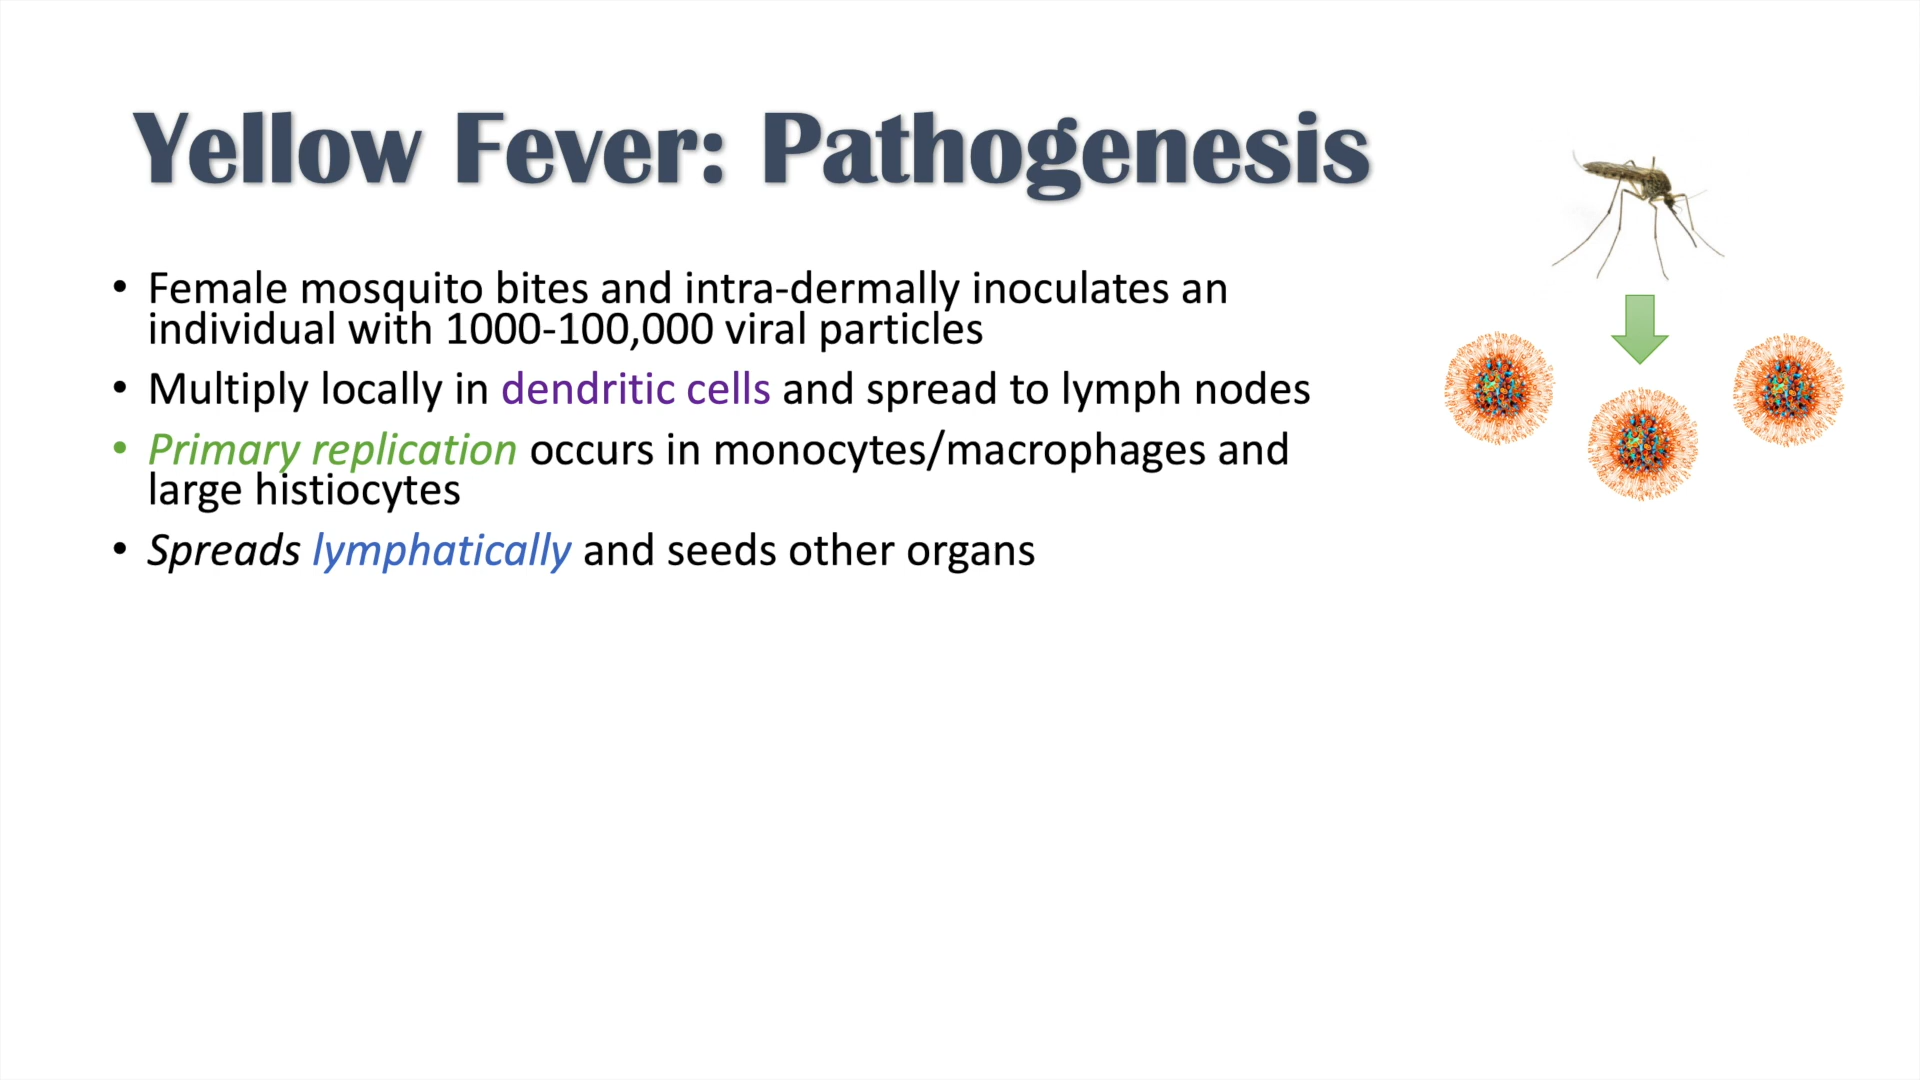 Yellow Fever: Pathogenesis
• Female mosquito bites and intra-dermally inoculates an
individual with 1000-100,000 viral particles
• Multiply locally in dendritic cells and spread to lymph nodes
• Primary replication occurs in monocytes/macrophages and
large histiocytes
• Spreads lymphatically and seeds other organs